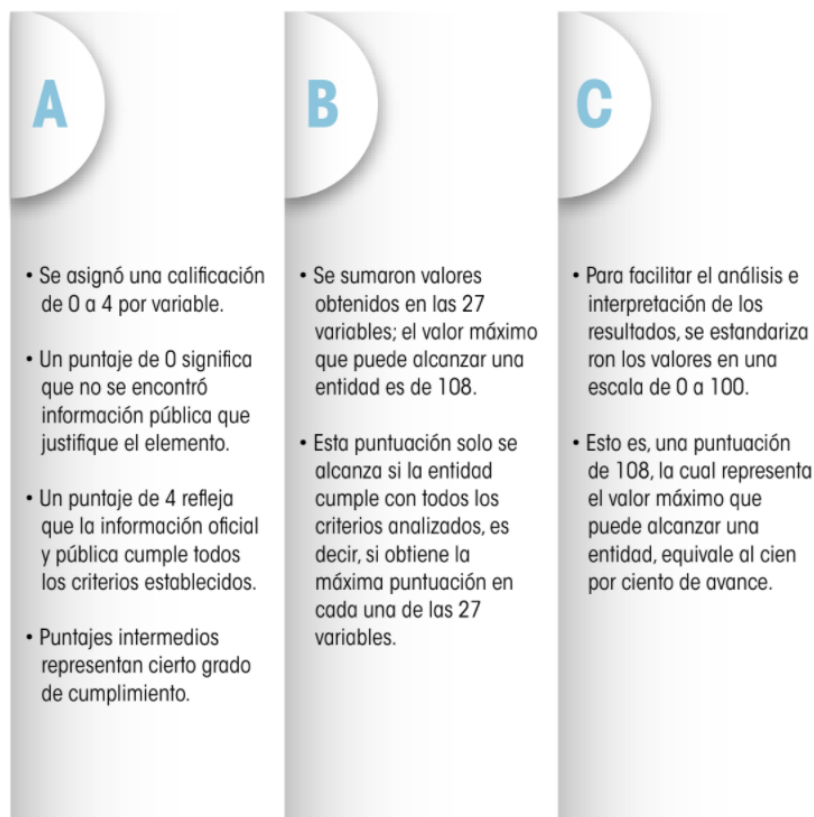 A
• Se asignó una calificación
de 0 a 4 por variable.
• Un puntaje de 0 significa
que no se encontró
información pública que
justifique el elemento.
• Un puntaje de 4 refleja
que la información oficial
y pública cumple todos
los criterios establecidos.
• Puntajes intermedios
representan cierto grado
de cumplimiento.
B
• Se sumaron valores
obtenidos en las 27
variables; el valor máximo
que puede alcanzar una
entidad es de 108.
• Esta puntuación solo se
alcanza si la entidad
cumple con todos los
criterios analizados, es
decir, si obtiene la
máxima puntuación en
cada una de las 27
variables.
C
• Para facilitar el análisis e
interpretación de los
resultados, se estandariza
ron los valores en una
escala de 0 a 100.
• Esto es, una puntuación
de 108, la cual representa
el valor máximo que
puede alcanzar una
entidad, equivale al cien
por ciento de avance.